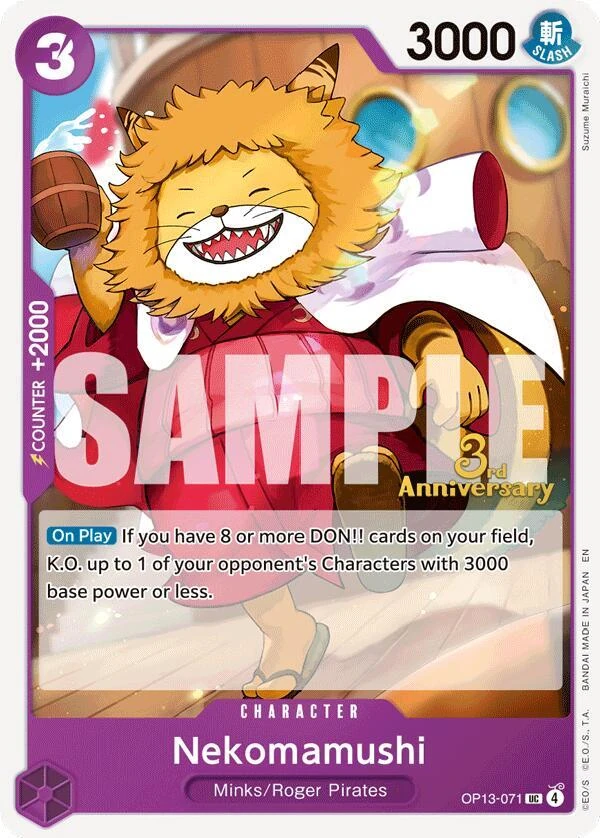 3
3000
斬
SLASH
Suzume Muraichi
COUNTER +2000
SAMPLE
3rd
Anniversary
On Play If you have 8 or more DON!! cards on your field,
K.O. up to 1 of your opponent's Characters with 3000
base power or less.
CHARACTER
Nekomamushi
Minks/Roger Pirates
OP13-071 UC 4
©EO/S ©E.O./S., T.A. BANDAI MADE IN JAPAN EN